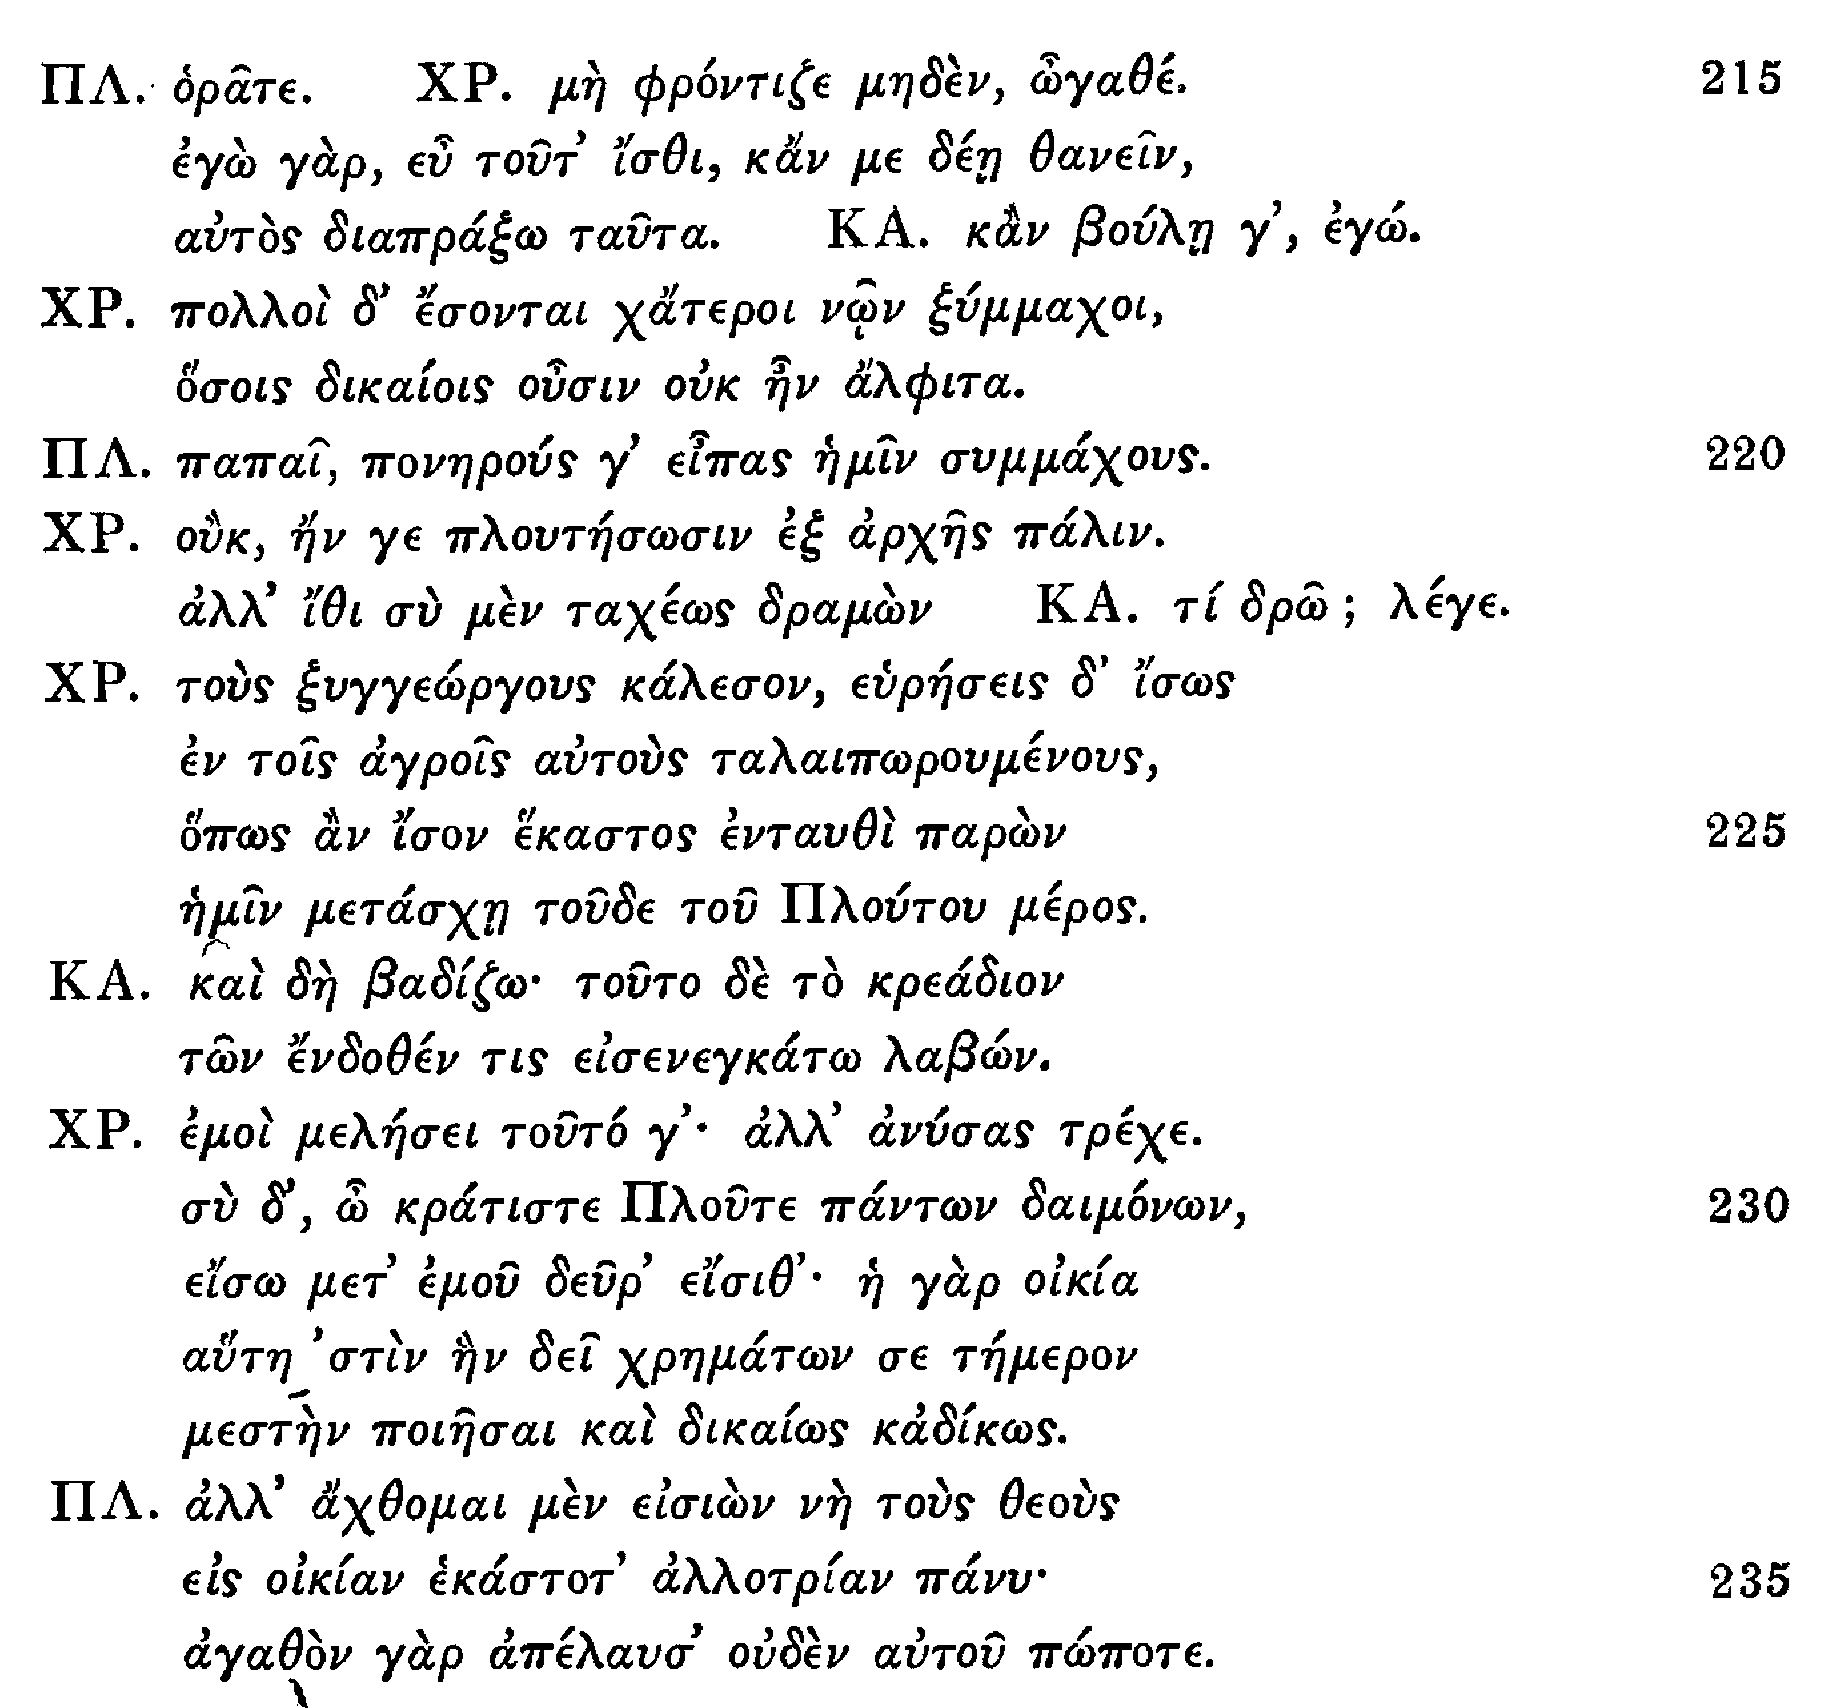 ΠΛ. ὁρᾶτε. ΧΡ. μὴ φρόντιζε μηδὲν, ὦγαθέ. 215
ἐγὼ γὰρ, εὖ τοῦτ’ ἴσθι, κἄν με δέῃ θανεῖν,
αὐτὸς διαπράξω ταῦτα. ΚΑ. κἂν βούλῃ γ’, ἐγώ.
ΧΡ. πολλοὶ δ’ ἔσονται χἄτεροι νῷν ξύμμαχοι,
ὅσοις δικαίοις οὖσιν οὐκ ἦν ἄλφιτα.
ΠΛ. παπαῖ, πονηρούς γ’ εἶπας ἡμῖν συμμάχους. 220
ΧΡ. οὒκ, ἤν γε πλουτήσωσιν ἐξ ἀρχῆς πάλιν.
ἀλλ’ ἴθι σὺ μὲν ταχέως δραμὼν ΚΑ. τί δρῶ; λέγε.
ΧΡ. τοὺς ξυγγεώργους κάλεσον, εὑρήσεις δ’ ἴσως
ἐν τοῖς ἀγροῖς αὐτοὺς ταλαιπωρουμένους,
ὅπως ἂν ἴσον ἕκαστος ἐνταυθὶ παρὼν 225
ἡμῖν μετάσχῃ τοῦδε τοῦ Πλούτου μέρος.
ΚΑ. καὶ δὴ βαδίζω· τοῦτο δὲ τὸ κρεάδιον
τῶν ἔνδοθέν τις εἰσενεγκάτω λαβών.
ΧΡ. ἐμοὶ μελήσει τοῦτό γ’· ἀλλ’ ἀνύσας τρέχε.
σὺ δ’, ὦ κράτιστε Πλοῦτε πάντων δαιμόνων, 230
εἴσω μετ’ ἐμοῦ δεῦρ’ εἴσιθ’· ἡ γὰρ οἰκία
αὕτη ’στὶν ἣν δεῖ χρημάτων σε τήμερον
μεστὴν ποιῆσαι καὶ δικαίως κἀδίκως.
ΠΛ. ἀλλ’ ἄχθομαι μὲν εἰσιὼν νὴ τοὺς θεοὺς
εἰς οἰκίαν ἑκάστοτ’ ἀλλοτρίαν πάνυ· 235
ἀγαθὸν γὰρ ἀπέλαυσ’ οὐδὲν αὐτοῦ πώποτε.